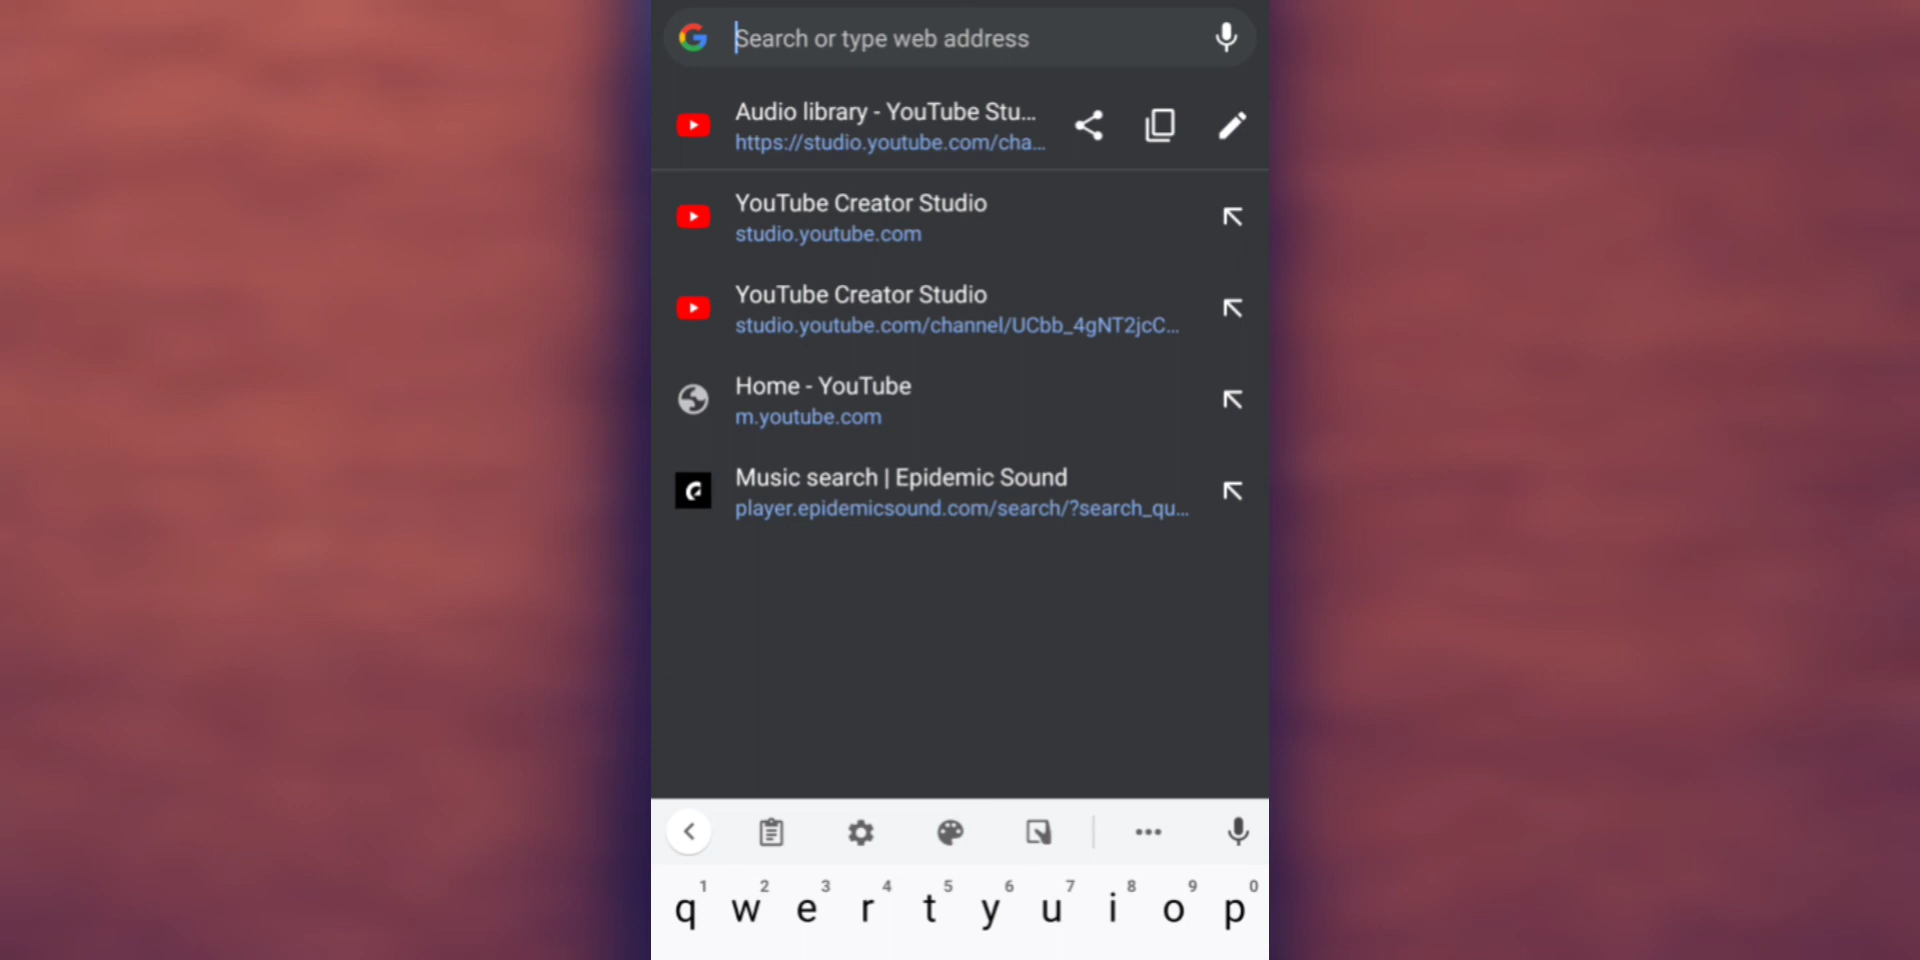 Search or type web address
Audio library - YouTube Stu...
https://studio.youtube.com/cha...
YouTube Creator Studio
studio.youtube.com
YouTube Creator Studio
studio.youtube.com/channel/UCbb_4gNT2jcC...
Home - YouTube
m.youtube.com
Music search | Epidemic Sound
player.epidemicsound.com/search/?search_qu...
1 2 3 4 5 6 7 8 9 0
q w e r t y u i o p